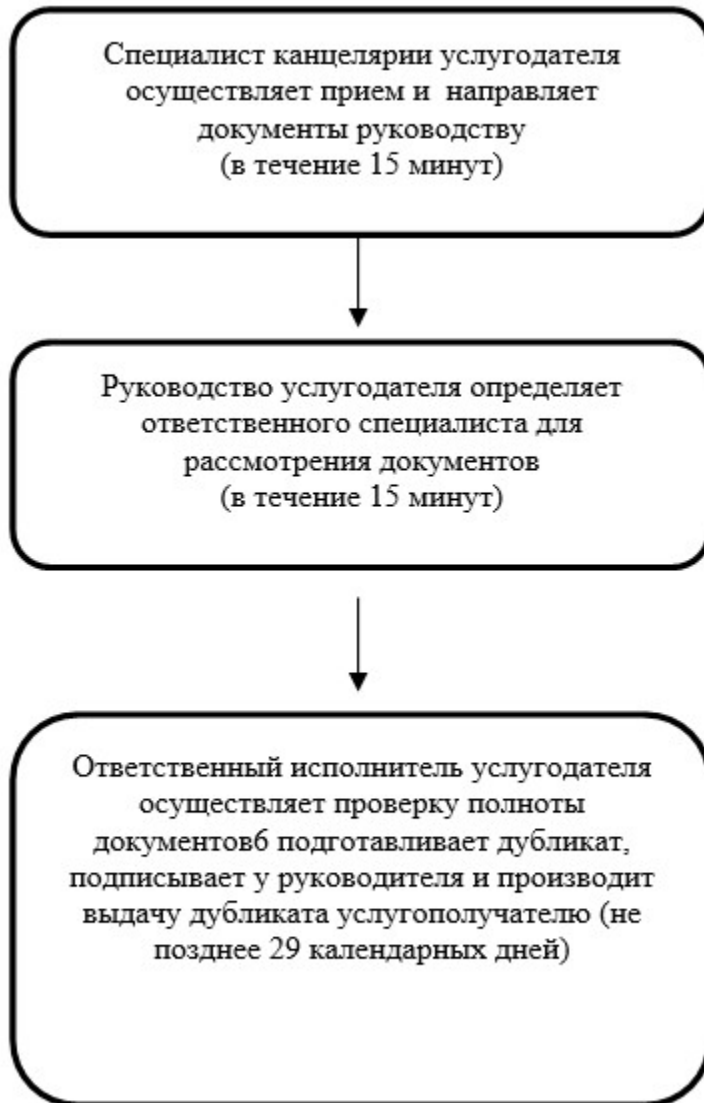 Специалист канцелярии услугодателя
осуществляет прием и направляет
документы руководству
(в течение 15 минут)
Руководство услугодателя определяет
ответственного специалиста для
рассмотрения документов
(в течение 15 минут)
Ответственный исполнитель услугодателя
осуществляет проверку полноты
документов6 подготавливает дубликат,
подписывает у руководителя и производит
выдачу дубликата услугополучателю (не
позднее 29 календарных дней)